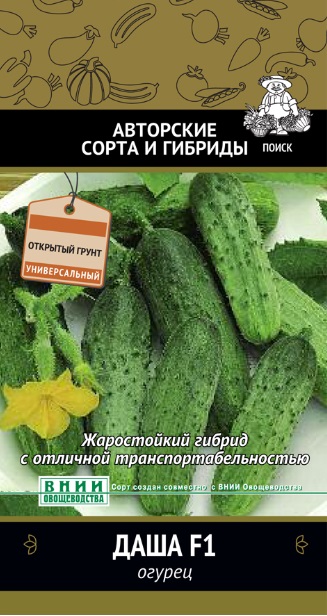 АВТОРСКИЕ
СОРТА И ГИБРИДЫ
ПОИСК
ОТКРЫТЫЙ ГРУНТ
УНИВЕРСАЛЬНЫЙ
Жаростойкий гибрид
с отличной транспортабельностью
ВНИИ
ОВОЩЕВОДСТВА
Сорт создан совместно с ВНИИ Овощеводства
ДАША F1
огурец